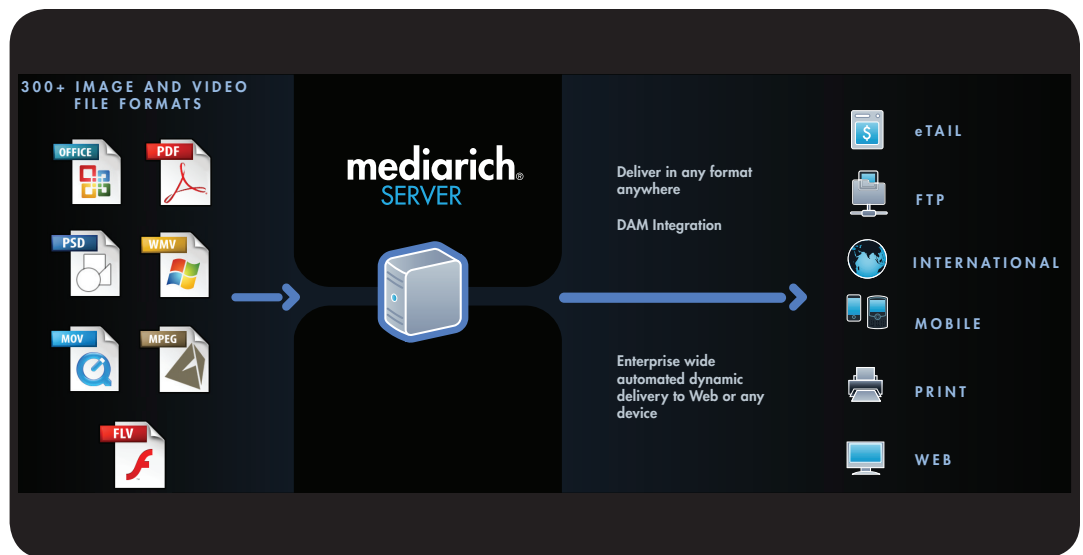 300+ IMAGE AND VIDEO
FILE FORMATS
OFFICE
PDF
PSD
WMV
MOV
MPEG
FLV
mediarich®
SERVER
Deliver in any format
anywhere
DAM Integration
Enterprise wide
automated dynamic
delivery to Web or any
device
$
eTAIL
FTP
INTERNATIONAL
MOBILE
PRINT
WEB